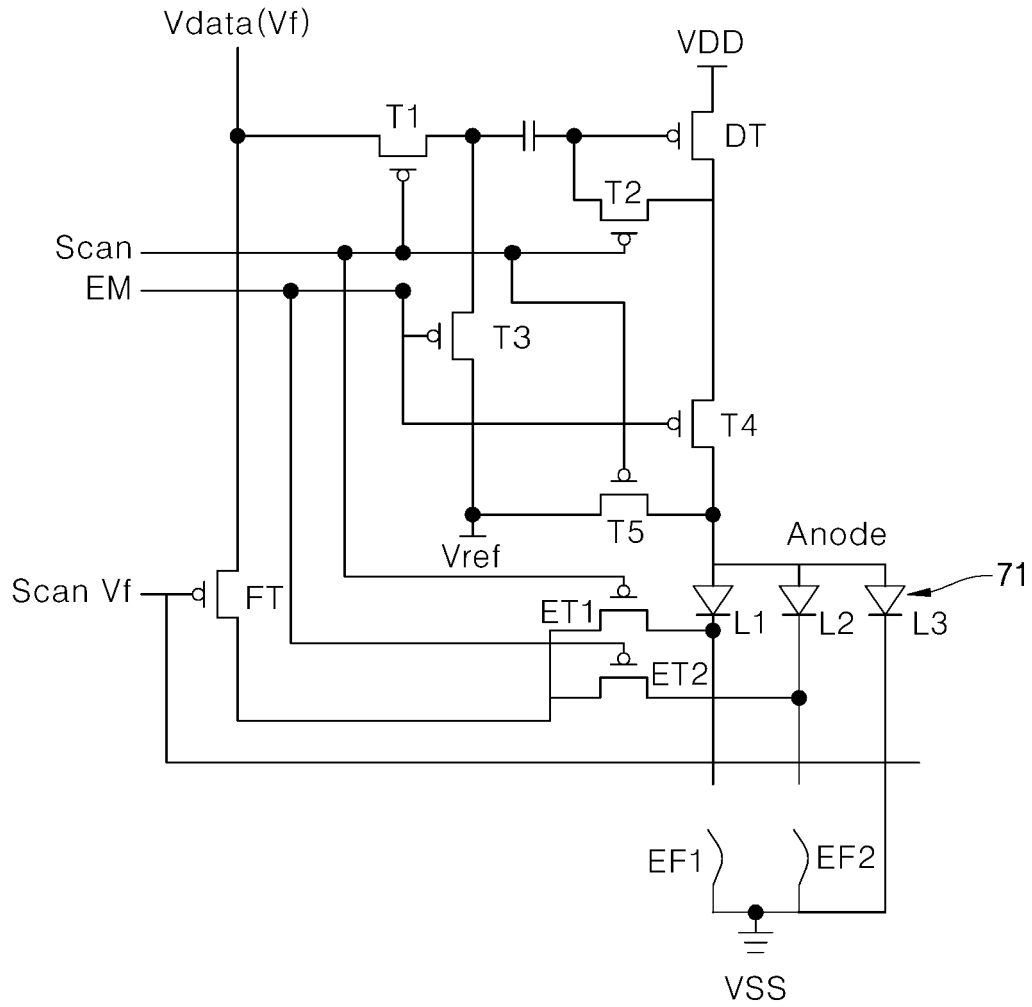 Vdata(Vf)
VDD
T1
DT
T2
Scan
EM
T3
T4
T5
Vref
Anode
Scan Vf
FT
71
ET1
L1
L2
L3
ET2
EF1
EF2
VSS